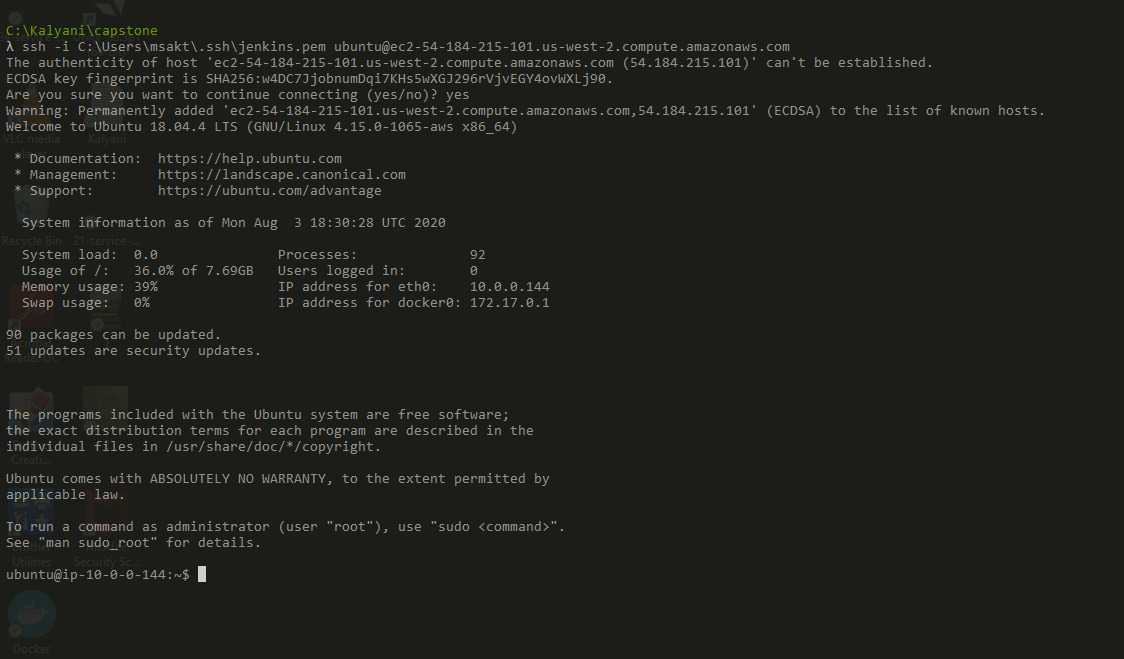 C:\Kalyani\capstone
λ ssh -i C:\Users\msakt\.ssh\jenkins.pem ubuntu@ec2-54-184-215-101.us-west-2.compute.amazonaws.com
The authenticity of host 'ec2-54-184-215-101.us-west-2.compute.amazonaws.com (54.184.215.101)' can't be established.
ECDSA key fingerprint is SHA256:w4DC7JjobnumDqi7KHs5wXGJ296rVjvEGY4ovWXLj90.
Are you sure you want to continue connecting (yes/no)? yes
Warning: Permanently added 'ec2-54-184-215-101.us-west-2.compute.amazonaws.com,54.184.215.101' (ECDSA) to the list of known hosts.
Welcome to Ubuntu 18.04.4 LTS (GNU/Linux 4.15.0-1065-aws x86_64)
* Documentation: https://help.ubuntu.com
* Management: https://landscape.canonical.com
* Support: https://ubuntu.com/advantage
System information as of Mon Aug 3 18:30:28 UTC 2020
System load: 0.0 Processes: 92
Usage of /: 36.0% of 7.69GB Users logged in: 0
Memory usage: 39% IP address for eth0: 10.0.0.144
Swap usage: 0% IP address for docker0: 172.17.0.1
90 packages can be updated.
51 updates are security updates.
The programs included with the Ubuntu system are free software;
the exact distribution terms for each program are described in the
individual files in /usr/share/doc/*/copyright.
Ubuntu comes with ABSOLUTELY NO WARRANTY, to the extent permitted by
applicable law.
To run a command as administrator (user "root"), use "sudo <command>".
See "man sudo_root" for details.
ubuntu@ip-10-0-0-144:~$
VLC media
Kalyani
Recycle Bin
21-service-...
Reader DC
Creati...
Utilities
Security Sc...
Docker